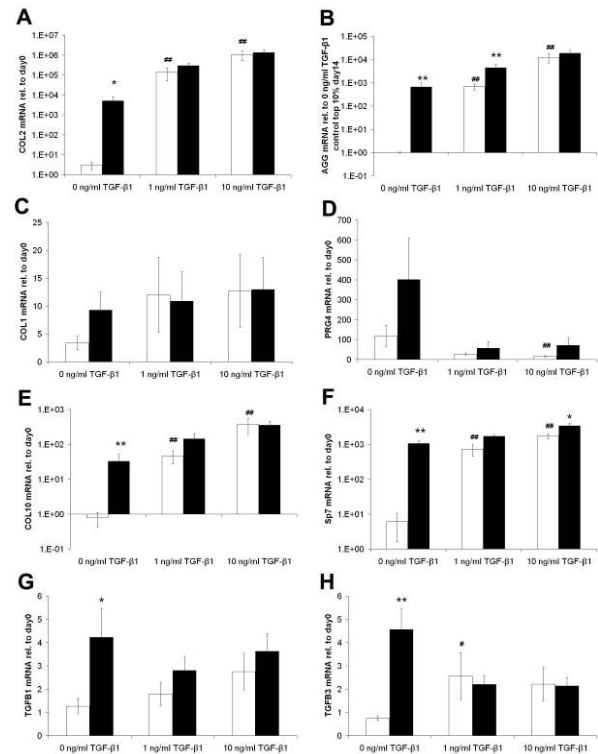 A
COL2 mRNA rel. to day0
1.E+07
1.E+06
1.E+05
1.E+04
1.E+03
1.E+02
1.E+01
1.E+00
*
##
##
0 ng/ml TGF-β1
1 ng/ml TGF-β1
10 ng/ml TGF-β1
B
AGG mRNA rel. to 0 ng/ml TGF-β1
control top 10% day14
1.E+05
1.E+04
1.E+03
1.E+02
1.E+01
1.E+00
1.E-01
**
##
**
##
0 ng/ml TGF-β1
1 ng/ml TGF-β1
10 ng/ml TGF-β1
C
COL1 mRNA rel. to day0
25
20
15
10
5
0
0 ng/ml TGF-β1
1 ng/ml TGF-β1
10 ng/ml TGF-β1
D
PRG4 mRNA rel. to day0
700
600
500
400
300
200
100
0
##
0 ng/ml TGF-β1
1 ng/ml TGF-β1
10 ng/ml TGF-β1
E
COL10 mRNA rel. to day0
1.E+03
1.E+02
1.E+01
1.E+00
1.E-01
**
##
##
0 ng/ml TGF-β1
1 ng/ml TGF-β1
10 ng/ml TGF-β1
F
Sp7 mRNA rel. to day0
1.E+04
1.E+03
1.E+02
1.E+01
1.E+00
**
##
##
*
0 ng/ml TGF-β1
1 ng/ml TGF-β1
10 ng/ml TGF-β1
G
TGFB1 mRNA rel. to day0
6
5
4
3
2
1
0
*
0 ng/ml TGF-β1
1 ng/ml TGF-β1
10 ng/ml TGF-β1
H
TGFB3 mRNA rel. to day0
6
5
4
3
2
1
0
**
#
0 ng/ml TGF-β1
1 ng/ml TGF-β1
10 ng/ml TGF-β1